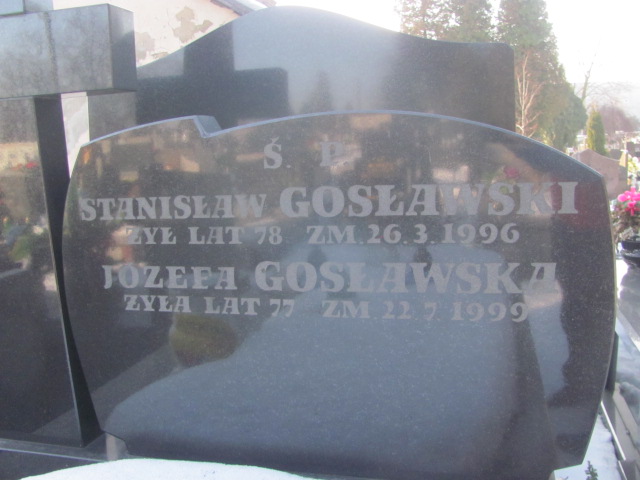 Ś. P.
STANISŁAW GOSŁAWSKI
ŻYŁ LAT 78 ZM. 26.3.1996
JÓZEFA GOSŁAWSKA
ŻYŁA LAT 77 ZM 22.7.1999